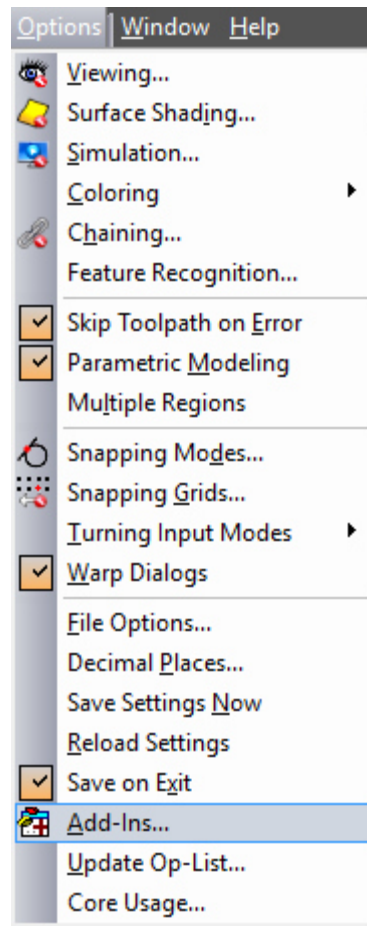 Options Window Help
Viewing...
Surface Shading...
Simulation...
Coloring
Chaining...
Feature Recognition...
Skip Toolpath on Error
Parametric Modeling
Multiple Regions
Snapping Modes...
Snapping Grids...
Turning Input Modes
Warp Dialogs
File Options...
Decimal Places...
Save Settings Now
Reload Settings
Save on Exit
Add-Ins...
Update Op-List...
Core Usage...